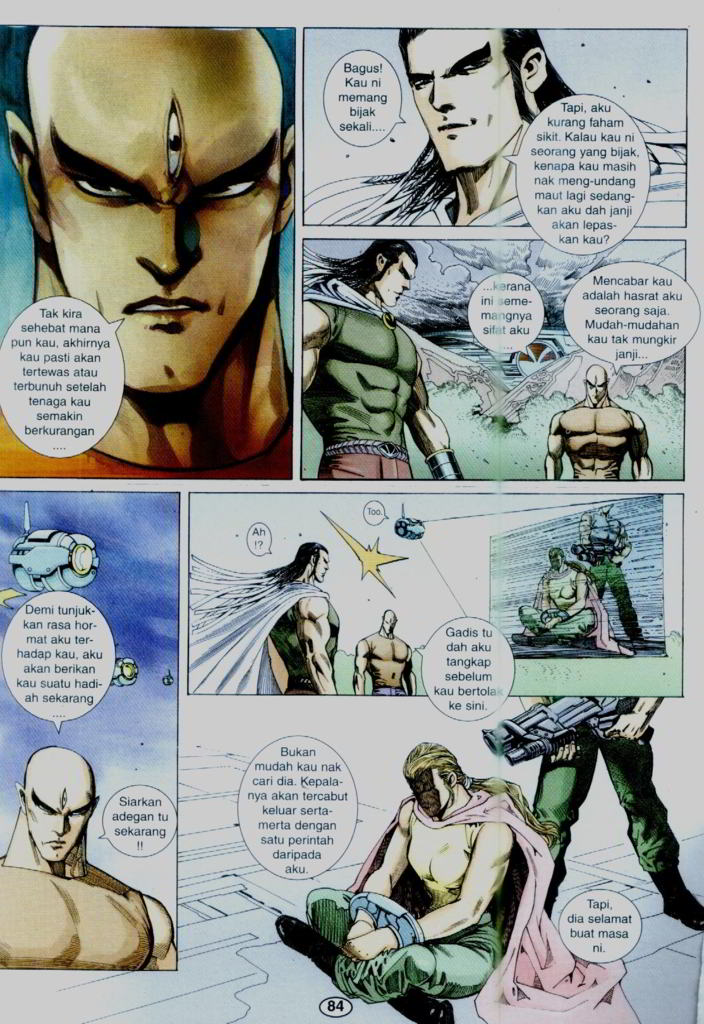 Tak kira
sehebat mana
pun kau, akhirnya
kau pasti akan
tertewas atau
terbunuh setelah
tenaga kau
semakin
berkurangan
....
Bagus!
Kau ni
memang
bijak
sekali....
Tapi, aku
kurang faham
sikit. Kalau kau ni
seorang yang bijak,
kenapa kau masih
nak meng-undang
maut lagi sedang-
kan aku dah janji
akan lepas-
kan kau?
...kerana
ini seme-
mangnya
sifat aku
....
Mencabar kau
adalah hasrat aku
seorang saja.
Mudah-mudahan
kau tak mungkir
janji...
Demi tunjuk-
kan rasa hor-
mat aku ter-
hadap kau, aku
akan berikan
kau suatu hadi-
ah sekarang
....
Siarkan
adegan tu
sekarang
!!
Ah
!?
Too.
Gadis tu
dah aku
tangkap
sebelum
kau bertolak
ke sini.
Bukan
mudah kau nak
cari dia. Kepala-
nya akan tercabut
keluar serta-
merta dengan
satu perintah
daripada
aku.
Tapi,
dia selamat
buat masa
ni.
84